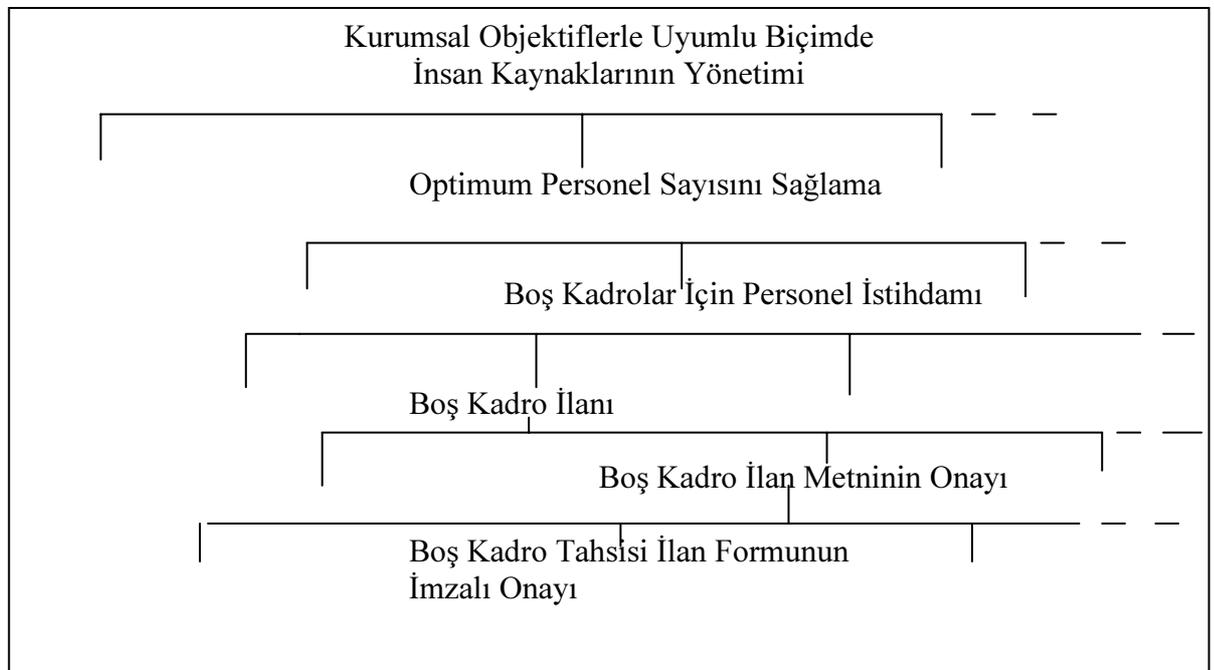 Kurumsal Objektiflerle Uyumlu Biçimde
İnsan Kaynaklarının Yönetimi
Optimum Personel Sayısını Sağlama
Boş Kadrolar İçin Personel İstihdamı
Boş Kadro İlanı
Boş Kadro İlan Metninin Onayı
Boş Kadro Tahsisi İlan Formunun
İmzalı Onayı